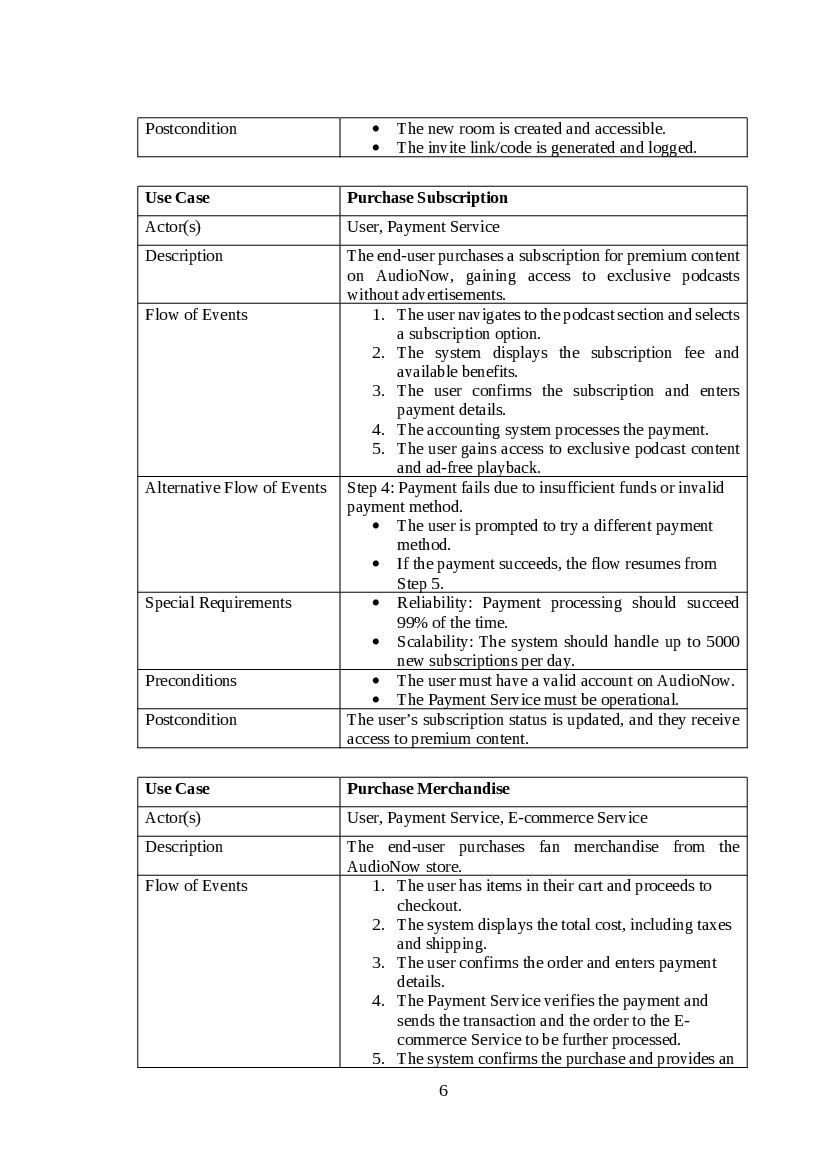 Postcondition
• The new room is created and accessible.
• The invite link/code is generated and logged.
Use Case
Purchase Subscription
Actor(s)
User, Payment Service
Description
The end-user purchases a subscription for premium content
on AudioNow, gaining access to exclusive podcasts
without advertisements.
Flow of Events
1. The user navigates to the podcast section and selects
a subscription option.
2. The system displays the subscription fee and
available benefits.
3. The user confirms the subscription and enters
payment details.
4. The accounting system processes the payment.
5. The user gains access to exclusive podcast content
and ad-free playback.
Alternative Flow of Events
Step 4: Payment fails due to insufficient funds or invalid
payment method.
• The user is prompted to try a different payment
method.
• If the payment succeeds, the flow resumes from
Step 5.
Special Requirements
• Reliability: Payment processing should succeed
99% of the time.
• Scalability: The system should handle up to 5000
new subscriptions per day.
Preconditions
• The user must have a valid account on AudioNow.
• The Payment Service must be operational.
Postcondition
The user’s subscription status is updated, and they receive
access to premium content.
Use Case
Purchase Merchandise
Actor(s)
User, Payment Service, E-commerce Service
Description
The end-user purchases fan merchandise from the
AudioNow store.
Flow of Events
1. The user has items in their cart and proceeds to
checkout.
2. The system displays the total cost, including taxes
and shipping.
3. The user confirms the order and enters payment
details.
4. The Payment Service verifies the payment and
sends the transaction and the order to the E-
commerce Service to be further processed.
5. The system confirms the purchase and provides an
6